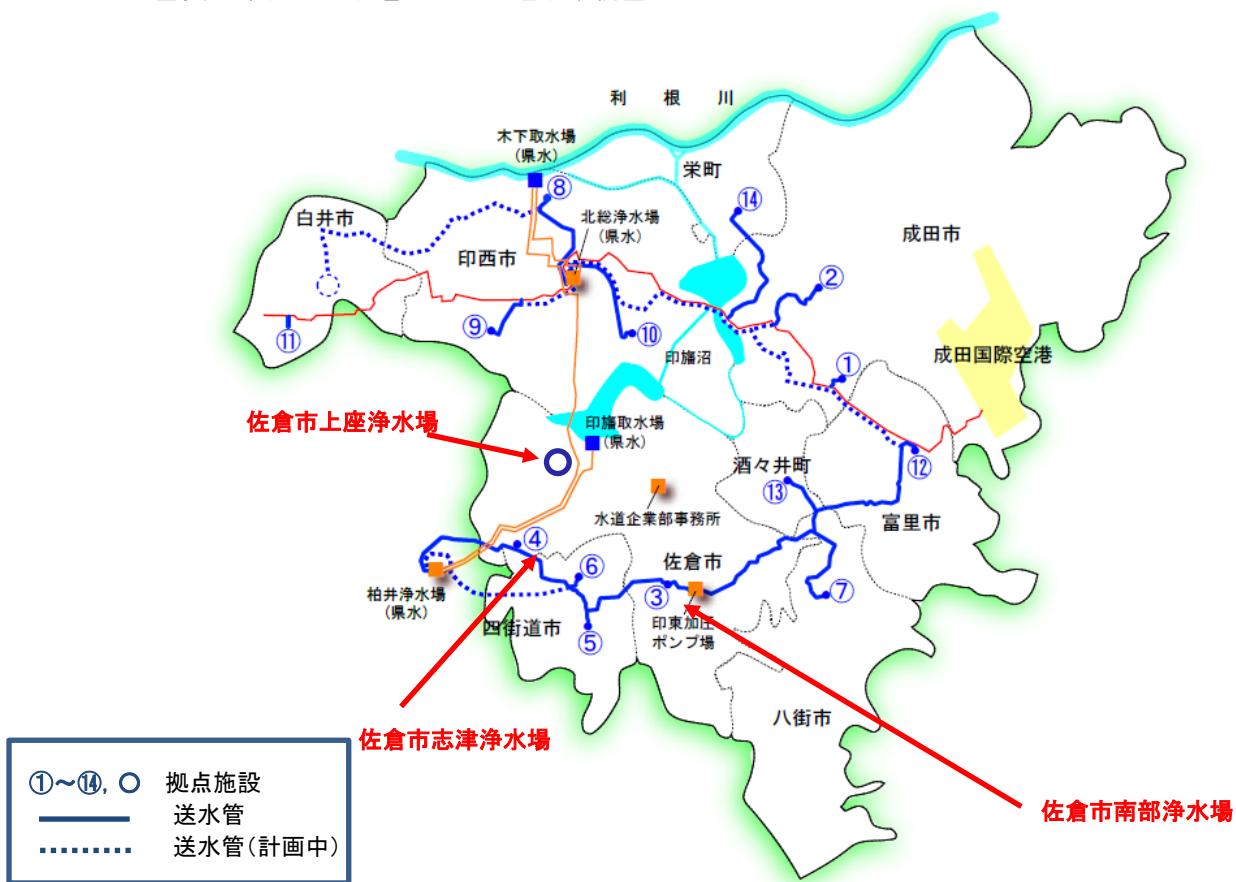 利 根 川
木下取水場
(県水)
栄町
⑧
⑭
北総浄水場
(県水)
白井市
成田市
印西市
②
⑨
⑩
⑪
印旛沼
成田国際空港
①
佐倉市上座浄水場
印旛取水場
(県水)
⑫
酒々井町
⑬
水道企業部事務所
富里市
④
佐倉市
⑥
③
⑦
柏井浄水場
(県水)
四街道市
⑤
印東加圧
ポンプ場
八街市
佐倉市志津浄水場
佐倉市南部浄水場
①~⑭, ○ 拠点施設
送水管
送水管(計画中)